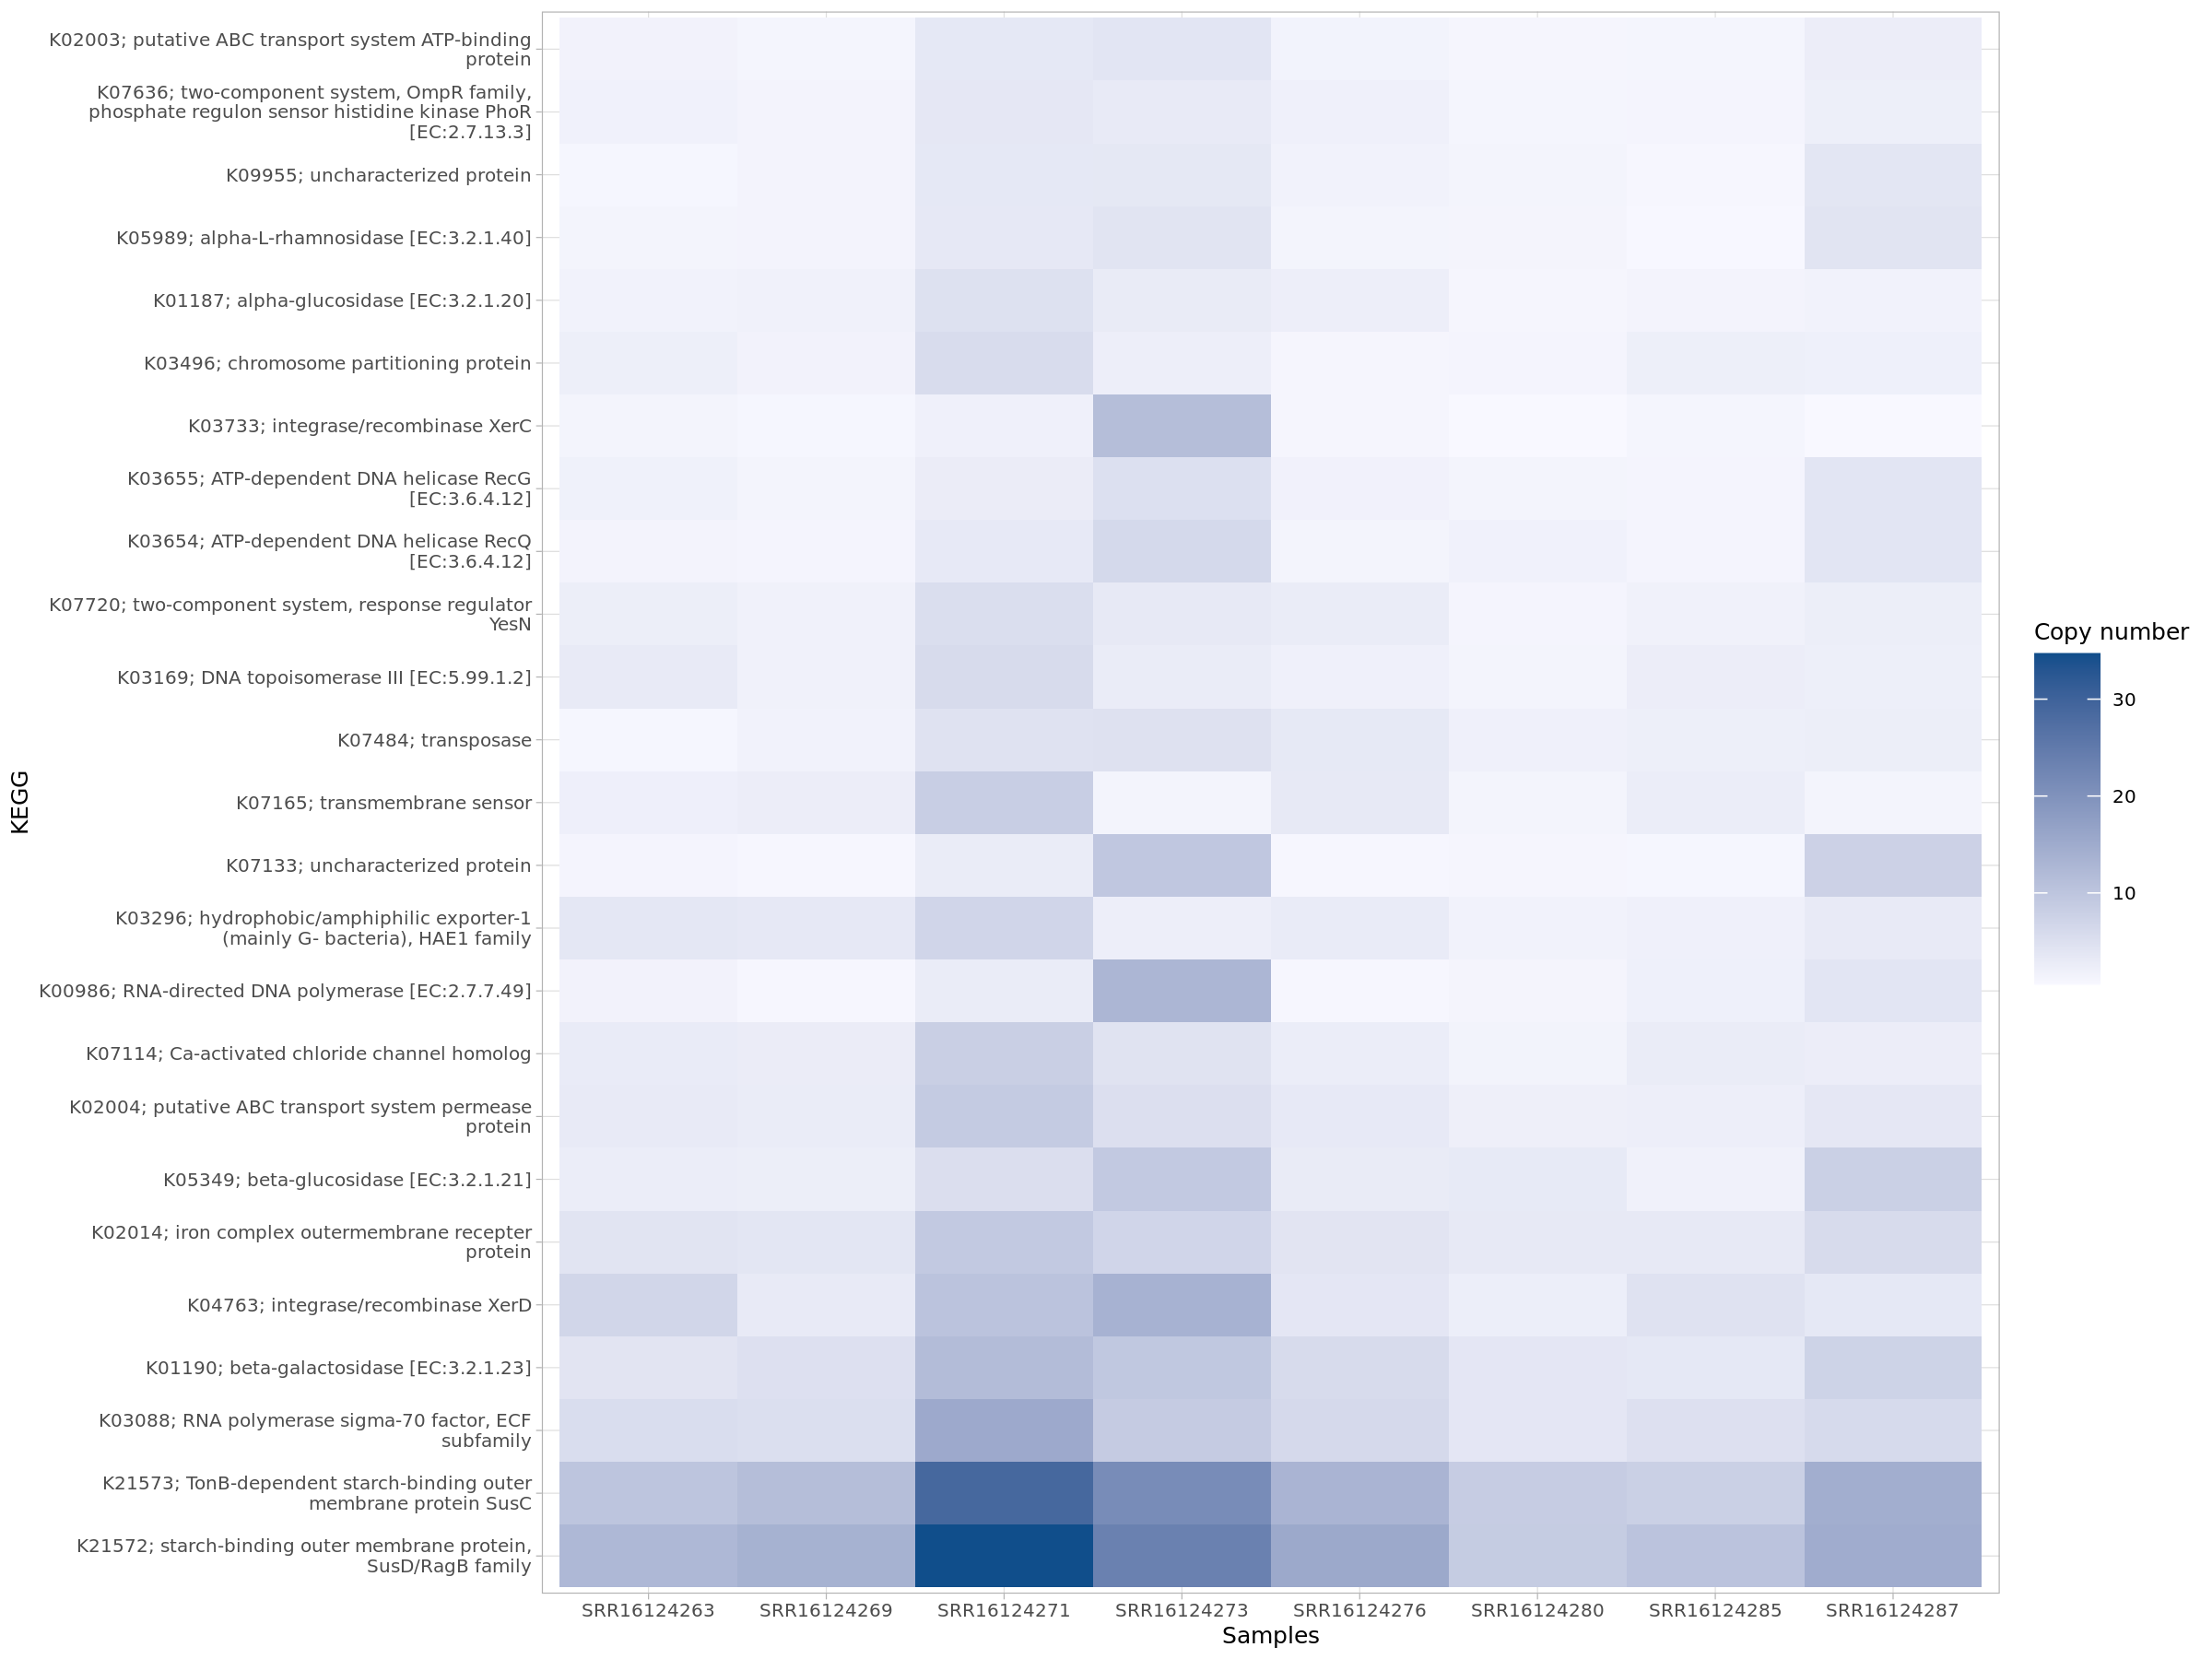 K02003; putative ABC transport system ATP-binding
protein
K07636; two-component system, OmpR family,
phosphate regulon sensor histidine kinase PhoR
[EC:2.7.13.3]
K09955; uncharacterized protein
K05989; alpha-L-rhamnosidase [EC:3.2.1.40]
K01187; alpha-glucosidase [EC:3.2.1.20]
K03496; chromosome partitioning protein
K03733; integrase/recombinase XerC
K03655; ATP-dependent DNA helicase RecG
[EC:3.6.4.12]
K03654; ATP-dependent DNA helicase RecQ
[EC:3.6.4.12]
K07720; two-component system, response regulator
YesN
K03169; DNA topoisomerase III [EC:5.99.1.2]
K07484; transposase
K07165; transmembrane sensor
K07133; uncharacterized protein
K03296; hydrophobic/amphiphilic exporter-1
(mainly G- bacteria), HAE1 family
K00986; RNA-directed DNA polymerase [EC:2.7.7.49]
K07114; Ca-activated chloride channel homolog
K02004; putative ABC transport system permease
protein
K05349; beta-glucosidase [EC:3.2.1.21]
K02014; iron complex outermembrane recepter
protein
K04763; integrase/recombinase XerD
K01190; beta-galactosidase [EC:3.2.1.23]
K03088; RNA polymerase sigma-70 factor, ECF
subfamily
K21573; TonB-dependent starch-binding outer
membrane protein SusC
K21572; starch-binding outer membrane protein,
SusD/RagB family
KEGG
SRR16124263 SRR16124269 SRR16124271 SRR16124273 SRR16124276 SRR16124280 SRR16124285 SRR16124287
Samples
Copy number
30
20
10